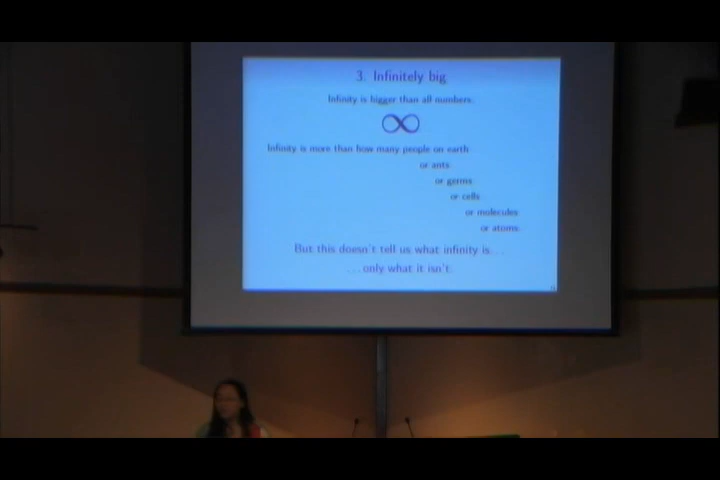 3. Infinitely big
Infinity is bigger than all numbers.
∞
Infinity is more than how many people on earth
or ants
or germs
or cells
or molecules
or atoms.
But this doesn't tell us what infinity is...
...only what it isn't.